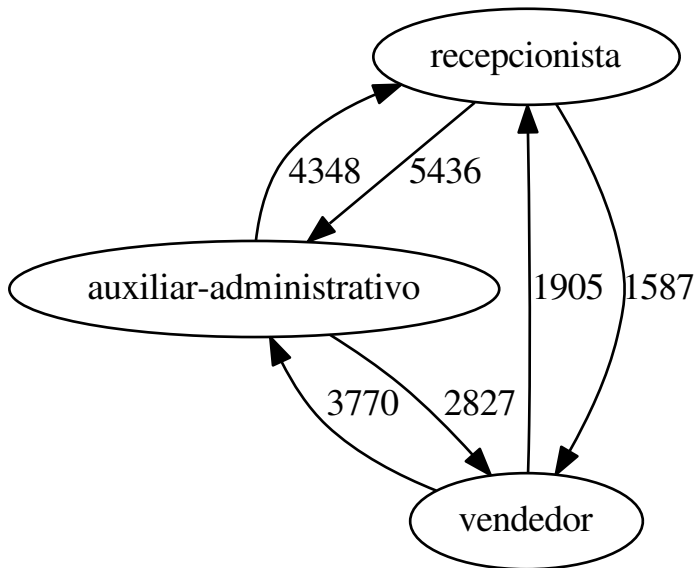 recepcionista
4348
5436
auxiliar-administrativo
1905
1587
3770
2827
vendedor